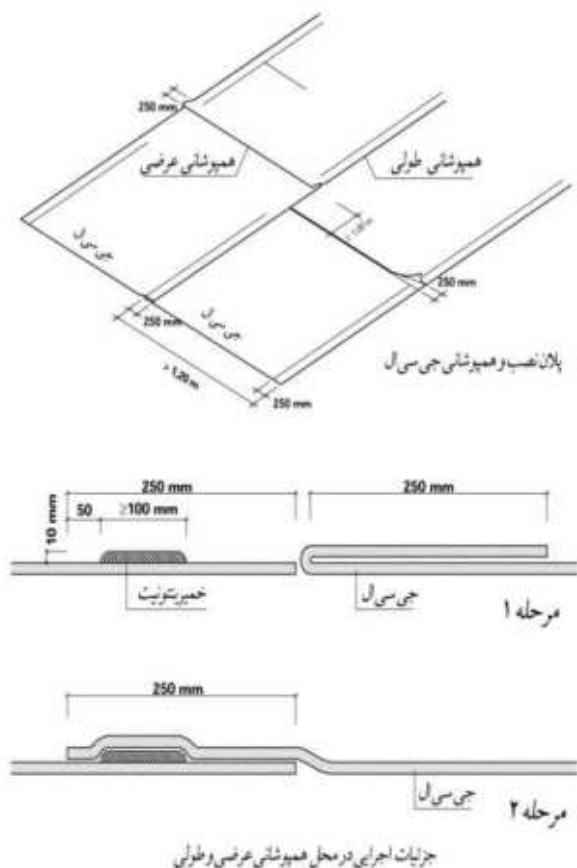 250 mm
همپوشانی عرضی
همپوشانی طولی
جی سی ال
250 mm
250 mm
جی سی ال
> 1.20 m
250 mm
پلان نصب و همپوشانی جی سی ال
250 mm
250 mm
50
≥100 mm
10 mm
خمیر بنتونیت
جی سی ال
مرحله ۱
250 mm
جی سی ال
مرحله ۲
جزئیات اجرایی در محل همپوشانی عرضی و طولی